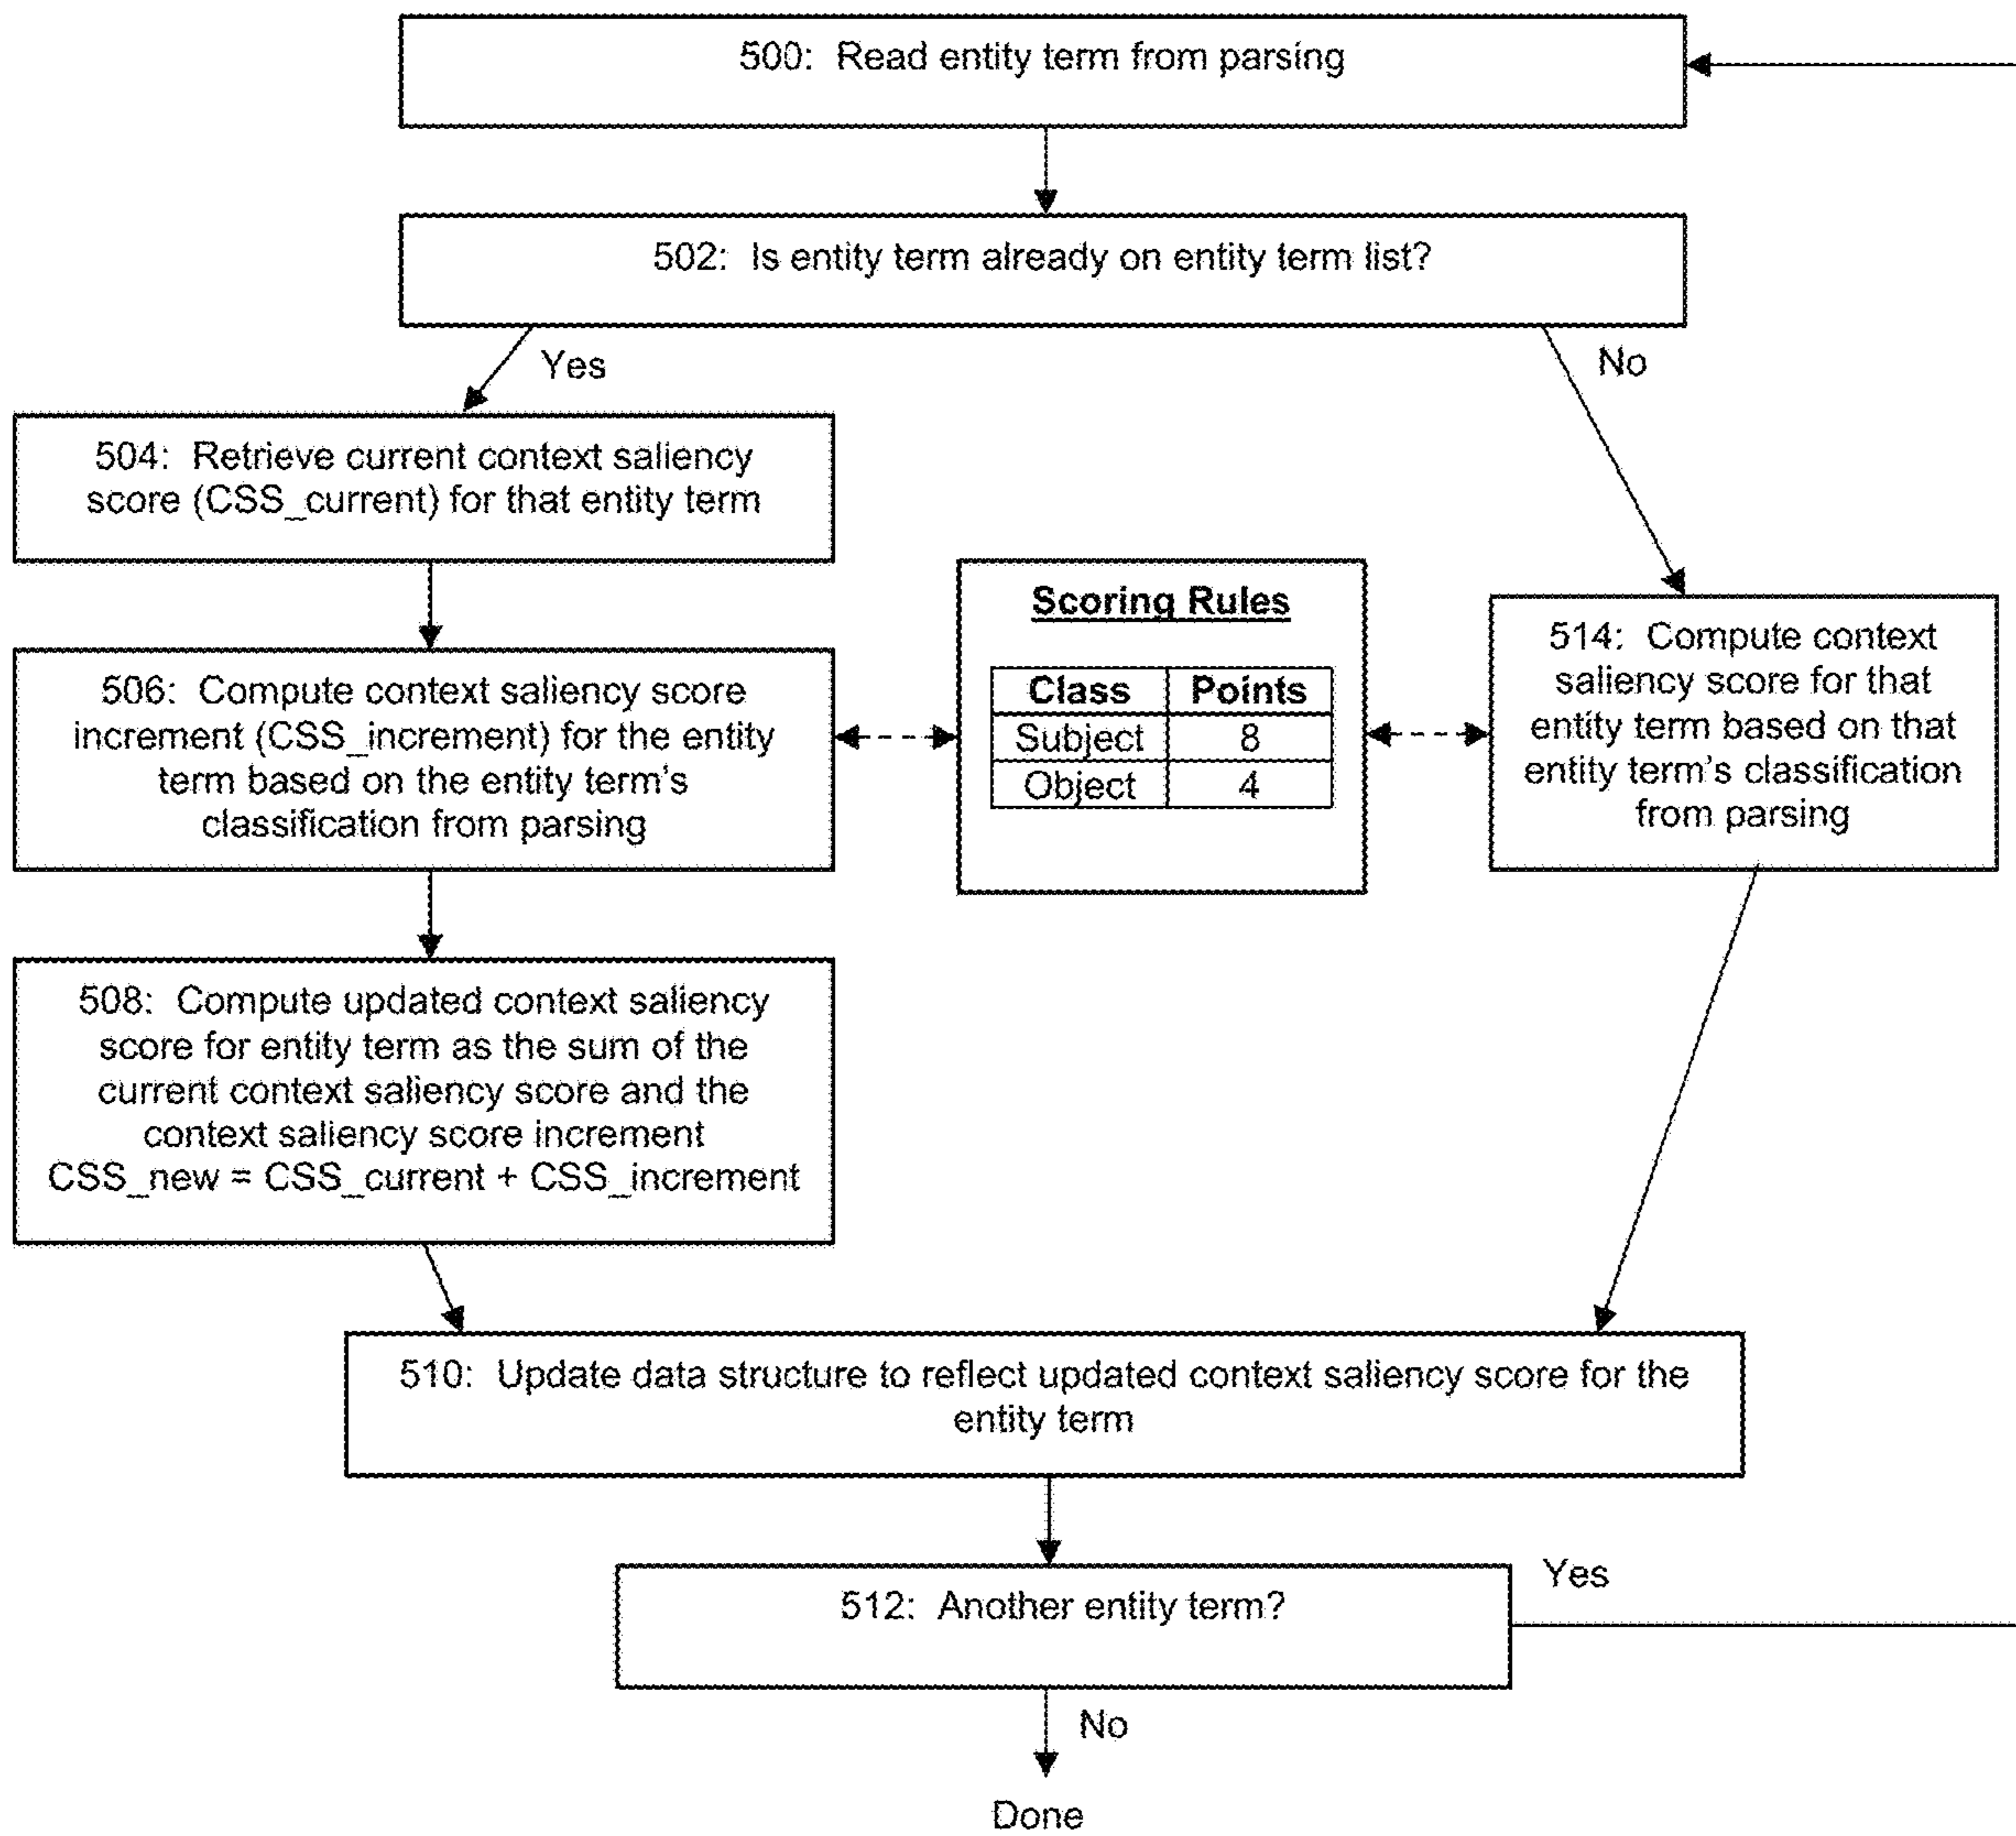 500: Read entity term from parsing
502: Is entity term already on entity term list?
Yes
No
504: Retrieve current context saliency
score (CSS_current) for that entity term
506: Compute context saliency score
increment (CSS_increment) for the entity
term based on the entity term's
classification from parsing
Scoring Rules
Class Points
Subject 8
Object 4
514: Compute context
saliency score for that
entity term based on that
entity term's classification
from parsing
508: Compute updated context saliency
score for entity term as the sum of the
current context saliency score and the
context saliency score increment
CSS_new = CSS_current + CSS_increment
510: Update data structure to reflect updated context saliency score for the
entity term
512: Another entity term?
Yes
No
Done